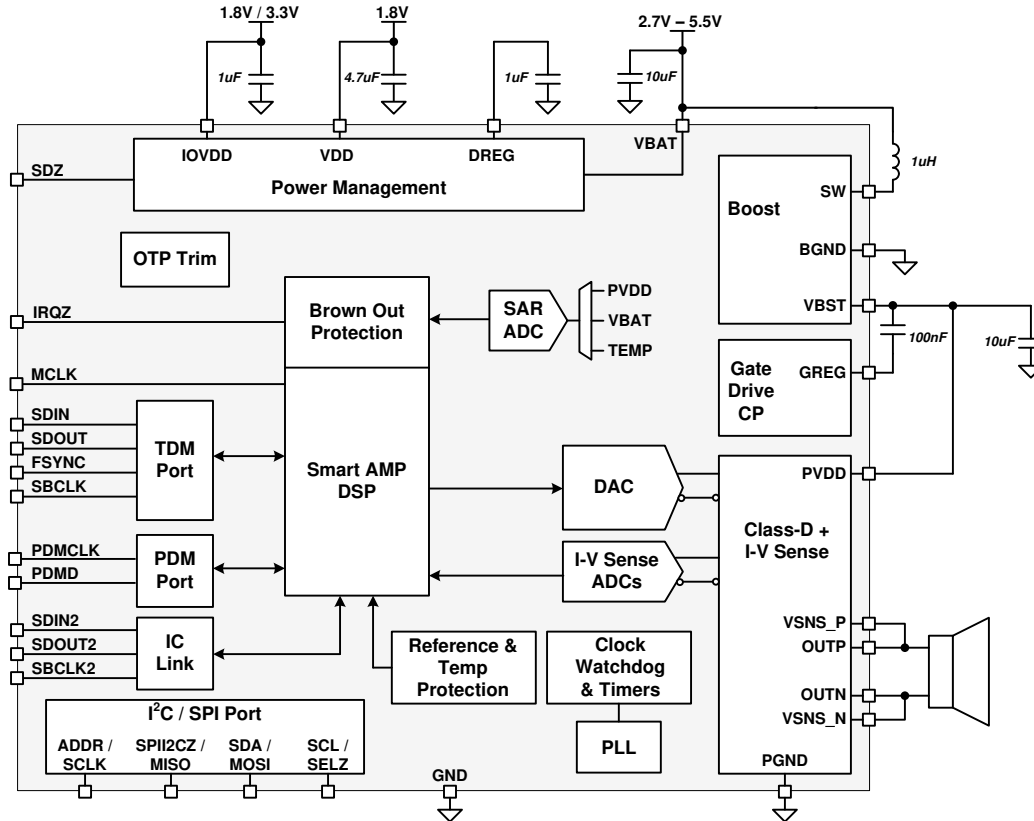 1.8V / 3.3V
1.8V
2.7V – 5.5V
1uF
4.7uF
1uF
10uF
IOVDD
VDD
DREG
VBAT
Power Management
SDZ
1uH
SW
Boost
BGND
VBST
OTP Trim
IRQZ
Brown Out
Protection
SAR
ADC
PVDD
VBAT
TEMP
100nF
10uF
Gate
Drive
CP
GREG
MCLK
SDIN
SDOUT
FSYNC
SBCLK
TDM
Port
Smart AMP
DSP
DAC
PVDD
Class-D +
I-V Sense
I-V Sense
ADCs
PDMCLK
PDMD
PDM
Port
SDIN2
SDOUT2
SBCLK2
IC
Link
Reference &
Temp
Protection
Clock
Watchdog
& Timers
PLL
VSNS_P
OUTP
OUTN
VSNS_N
PGND
I²C / SPI Port
ADDR /
SCLK
SPII2CZ /
MISO
SDA /
MOSI
SCL /
SELZ
GND